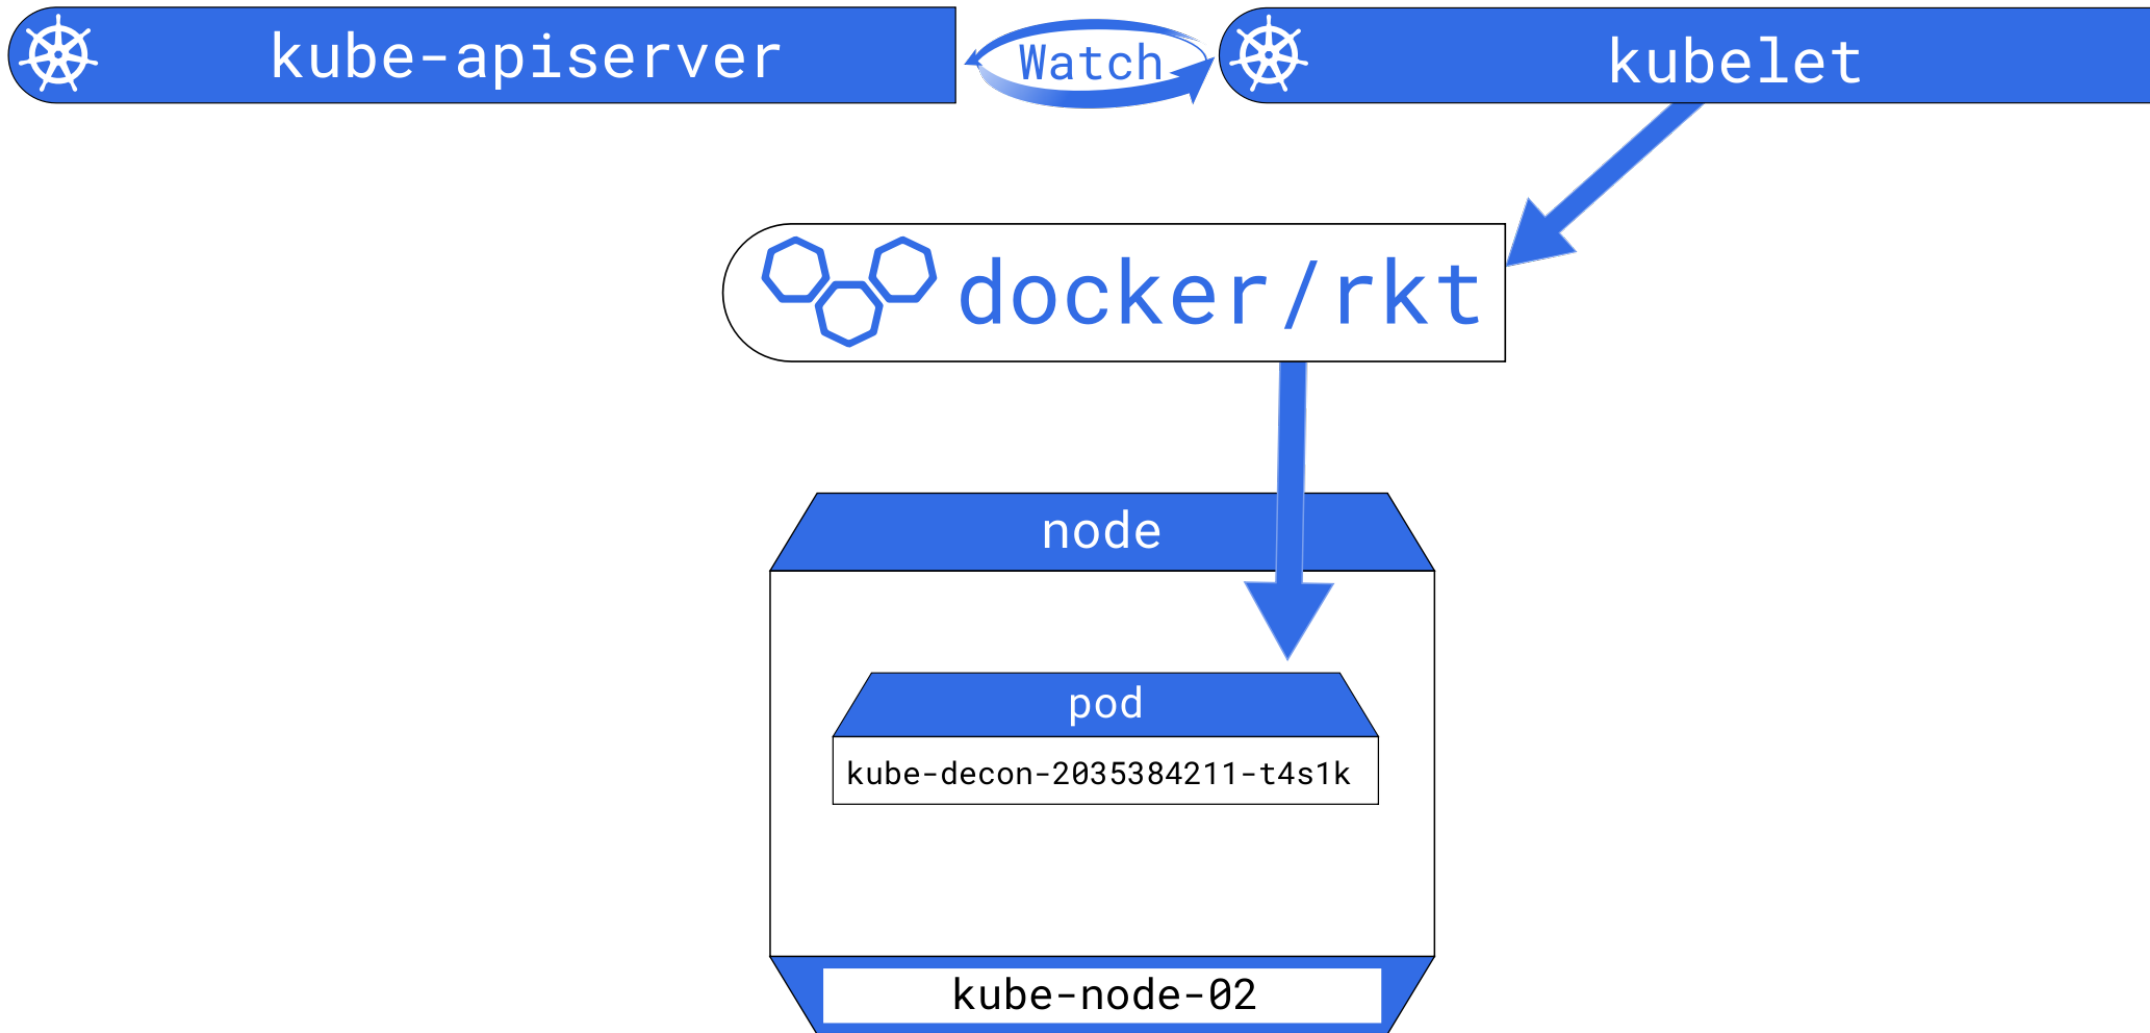 kube-apiserver
Watch
kubelet
docker/rkt
node
pod
kube-decon-2035384211-t4s1k
kube-node-02